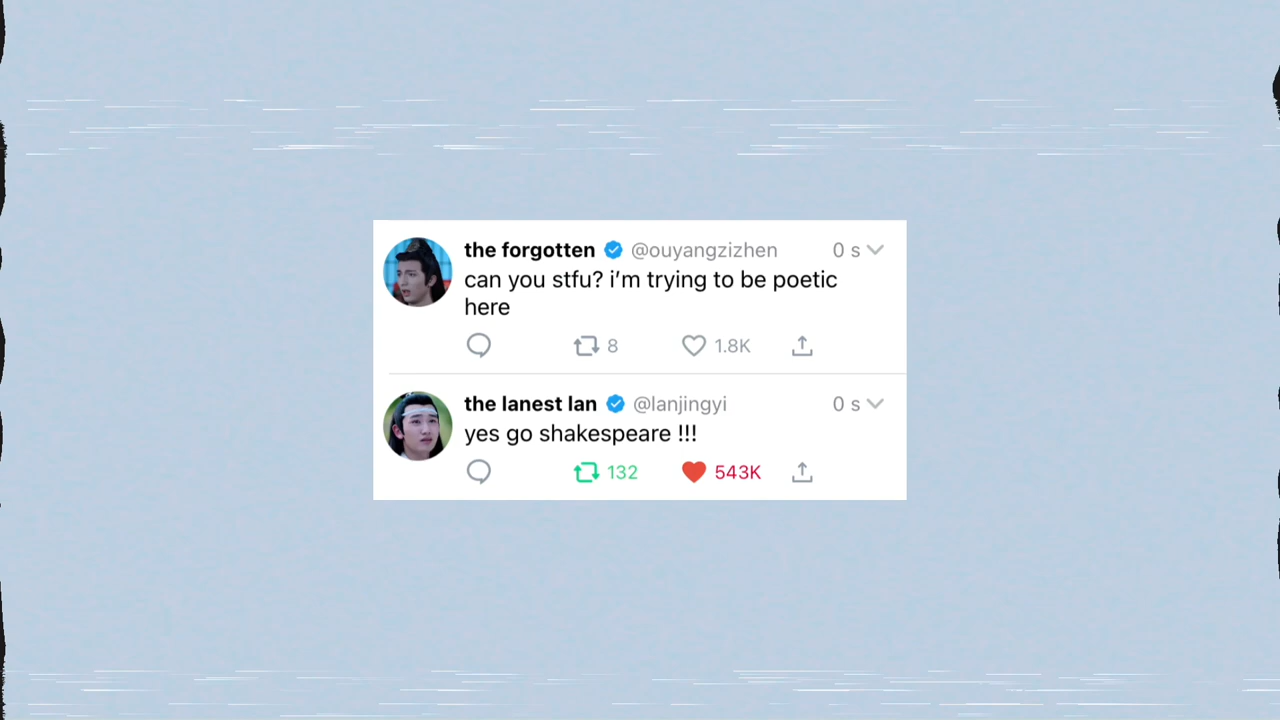 the forgotten @ouyangzizhen 0 s
can you stfu? i'm trying to be poetic
here
8 1.8K
the lanest lan @lanjingyi 0 s
yes go shakespeare !!!
132 543K